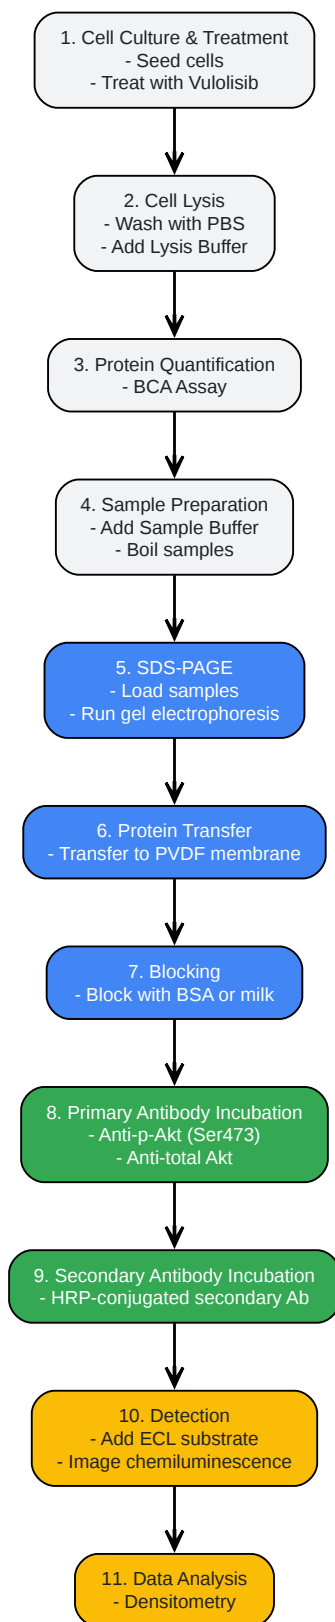 1. Cell Culture & Treatment
- Seed cells
- Treat with Vulolisib
2. Cell Lysis
- Wash with PBS
- Add Lysis Buffer
3. Protein Quantification
- BCA Assay
4. Sample Preparation
- Add Sample Buffer
- Boil samples
5. SDS-PAGE
- Load samples
- Run gel electrophoresis
6. Protein Transfer
- Transfer to PVDF membrane
7. Blocking
- Block with BSA or milk
8. Primary Antibody Incubation
- Anti-p-Akt (Ser473)
- Anti-total Akt
9. Secondary Antibody Incubation
- HRP-conjugated secondary Ab
10. Detection
- Add ECL substrate
- Image chemiluminescence
11. Data Analysis
- Densitometry